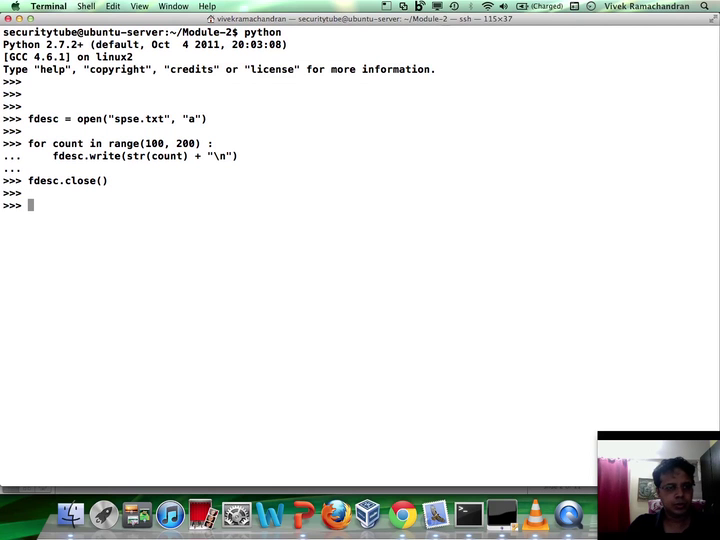 Terminal Shell Edit View Window Help (Charged) Vivek Ramachandran
vivekramachandran — securitytube@ubuntu-server: ~/Module-2 — ssh — 115×37
securitytube@ubuntu-server:~/Module-2$ python
Python 2.7.2+ (default, Oct  4 2011, 20:03:08)
[GCC 4.6.1] on linux2
Type "help", "copyright", "credits" or "license" for more information.
>>>
>>>
>>>
>>> fdesc = open("spse.txt", "a")
>>>
>>> for count in range(100, 200) :
...     fdesc.write(str(count) + "\n")
...
>>> fdesc.close()
>>>
>>>